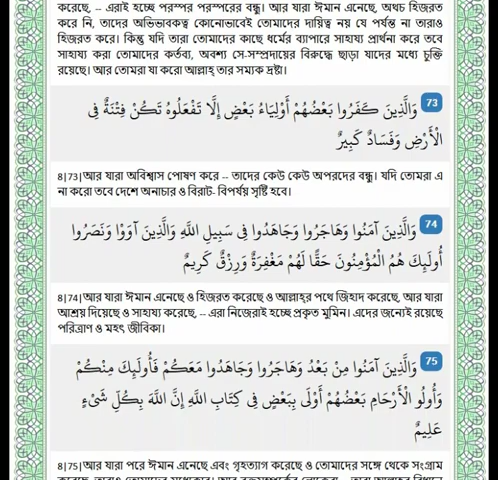 করেছে, – এরাই হচ্ছে পরস্পর পরস্পরের বন্ধু। আর যারা ঈমান এনেছে, অথচ হিজরত
করে নি, তাদের অভিভাবকত্ব কোনোভাবেই তোমাদের দায়িত্ব নয় যে পর্যন্ত না তারাও
হিজরত করে। কিন্তু যদি তারা তোমাদের কাছে ধর্মের ব্যাপারে সাহায্য প্রার্থনা করে তবে
সাহায্য করা তোমাদের কর্তব্য, অবশ্য সে-সম্প্রদায়ের বিরুদ্ধে ছাড়া যাদের মধ্যে চুক্তি
রয়েছে। আর তোমরা যা করো আল্লাহ্ তার সম্যক দ্রষ্টা।
73 وَالَّذِينَ كَفَرُوا بَعْضُهُمْ أَوْلِيَاءُ بَعْضٍ إِلَّا تَفْعَلُوهُ تَكُنْ فِتْنَةٌ فِي
الْأَرْضِ وَفَسَادٌ كَبِيرٌ
8|73|আর যারা অবিশ্বাস পোষণ করে – তাদের কেউ কেউ অপরদের বন্ধু। যদি তোমরা এ
না করো তবে দেশে অনাচার ও বিরাট- বিপর্যয় সৃষ্টি হবে।
74 وَالَّذِينَ آمَنُوا وَهَاجَرُوا وَجَاهَدُوا فِي سَبِيلِ اللَّهِ وَالَّذِينَ آوَوْا وَنَصَرُوا
أُولَئِكَ هُمُ الْمُؤْمِنُونَ حَقًّا لَهُمْ مَغْفِرَةٌ وَرِزْقٌ كَرِيمٌ
8|74|আর যারা ঈমান এনেছে ও হিজরত করেছে ও আল্লাহ্‌র পথে জিহাদ করেছে, আর যারা
আশ্রয় দিয়েছে ও সাহায্য করেছে, – এরা নিজেরাই হচ্ছে প্রকৃত মুমিন। এদের জন্যেই রয়েছে
পরিত্রাণ ও মহৎ জীবিকা।
75 وَالَّذِينَ آمَنُوا مِنْ بَعْدُ وَهَاجَرُوا وَجَاهَدُوا مَعَكُمْ فَأُولَئِكَ مِنْكُمْ
وَأُولُو الْأَرْحَامِ بَعْضُهُمْ أَوْلَى بِبَعْضٍ فِي كِتَابِ اللَّهِ إِنَّ اللَّهَ بِكُلِّ شَيْءٍ
عَلِيمٌ
8|75|আর যারা পরে ঈমান এনেছে এবং গৃহত্যাগ করেছে ও তোমাদের সঙ্গে থেকে সংগ্রাম